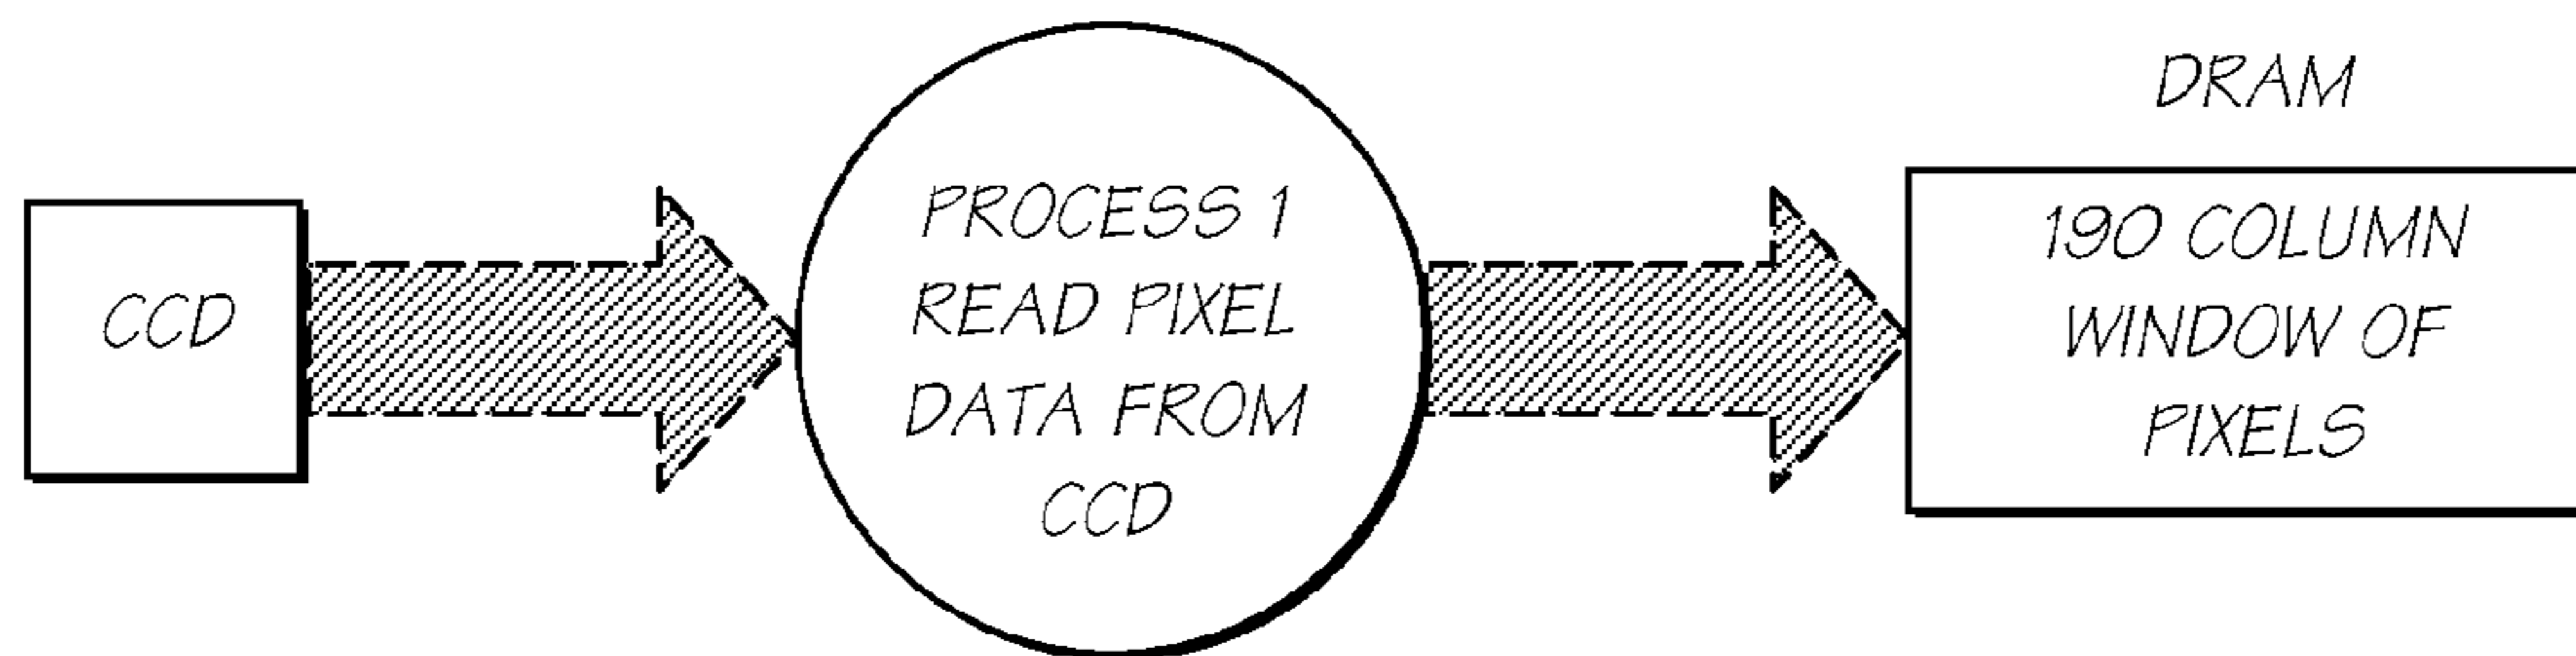 CCD
PROCESS 1
READ PIXEL
DATA FROM
CCD
DRAM
190 COLUMN
WINDOW OF
PIXELS